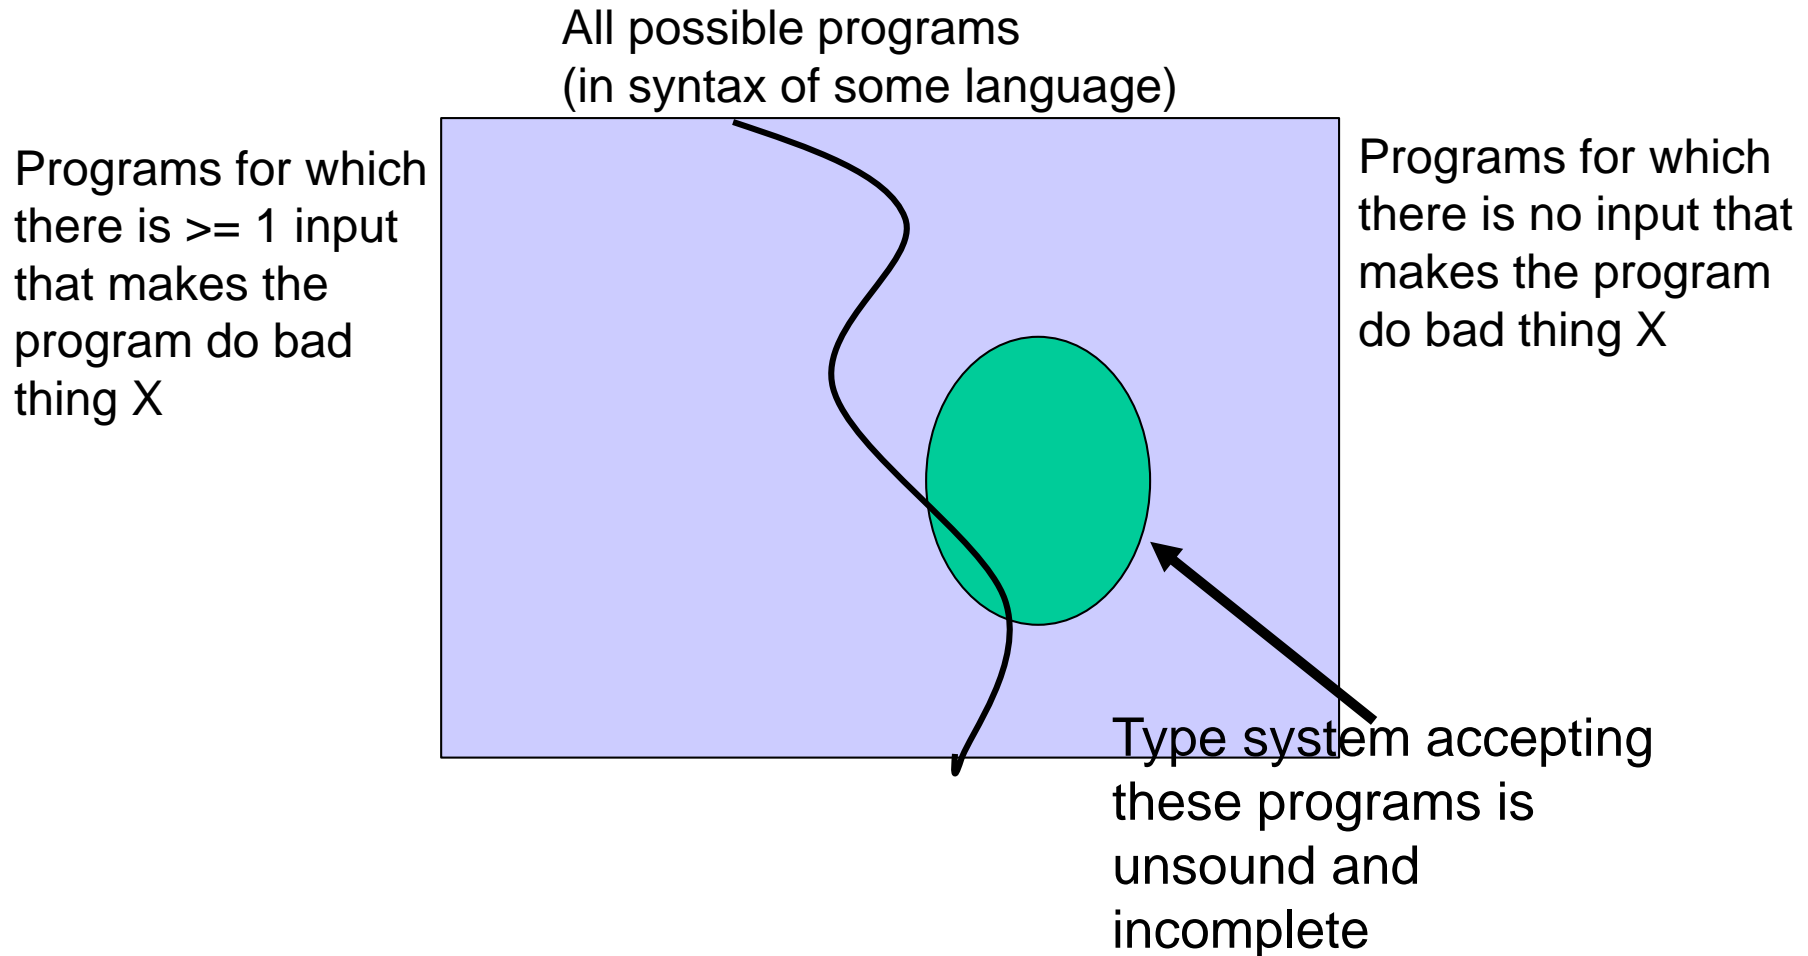 All possible programs
(in syntax of some language)
Programs for which
there is >= 1 input
that makes the
program do bad
thing X
Programs for which
there is no input that
makes the program
do bad thing X
Type system accepting
these programs is
unsound and
incomplete